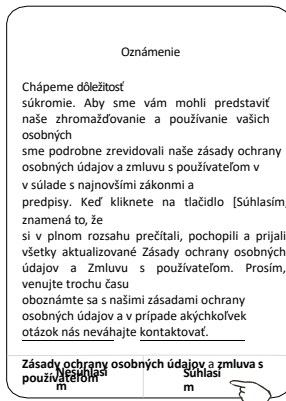 Oznámenie
Chápeme dôležitosť
súkromie. Aby sme vám mohli predstaviť
naše zhromažďovanie a používanie vašich
osobných
sme podrobne zrevidovali naše zásady ochrany
osobných údajov a zmluvu s používateľom v
v súlade s najnovšími zákonmi a
predpisy. Keď kliknete na tlačidlo [Súhlasím,
znamená to, že
si v plnom rozsahu prečítali, pochopili a prijali
všetky aktualizované Zásady ochrany osobných
údajov a Zmluvu s používateľom. Prosím,
venujte trochu času
oboznámte sa s našimi zásadami ochrany
osobných údajov a v prípade akýchkoľvek
otázok nás neváhajte kontaktovať.
Zásady ochrany osobných údajov a zmluva s
používateľom
Nesúhlasí
m
Súhlasí
m